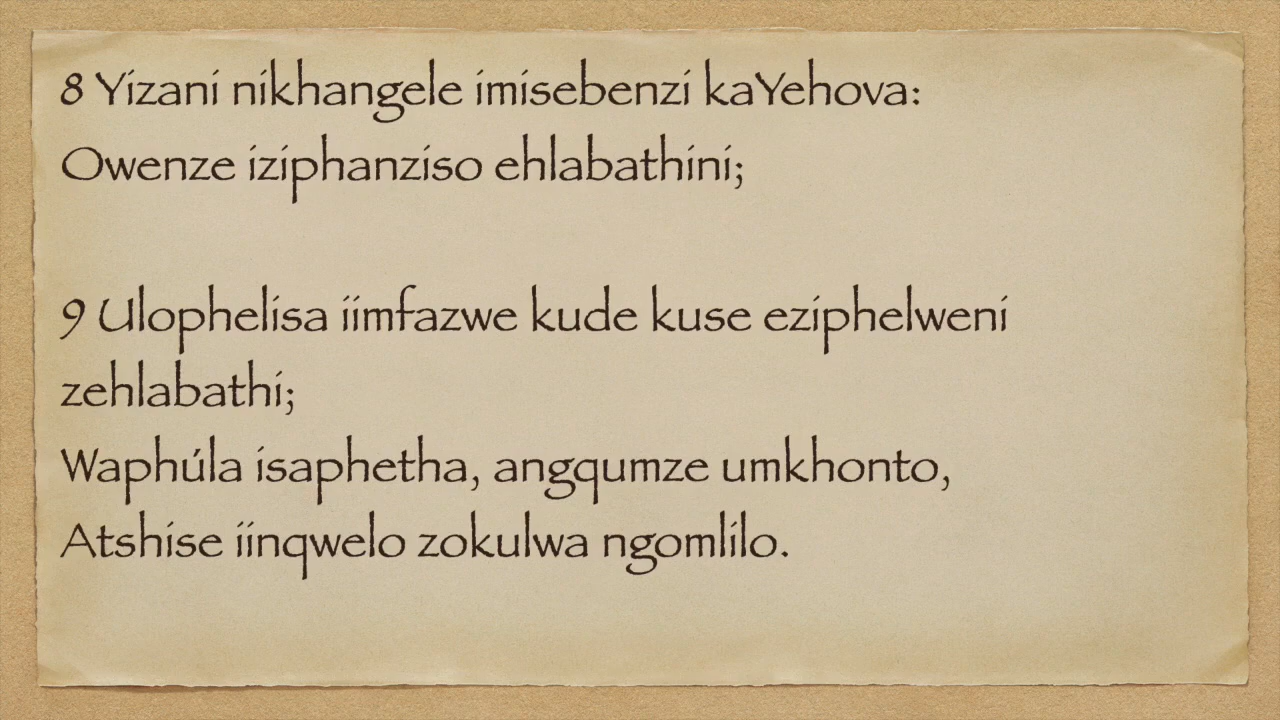 8 Yizani nikhangele imisebenzi kaYehova:
Owenze iziphanziso ehlabathini;
9 Ulophelisa iimfazwe kude kuse eziphelweni
zehlabathi;
Waphúla isaphetha, angqumze umkhonto,
Atshise iinqwelo zokulwa ngomlilo.